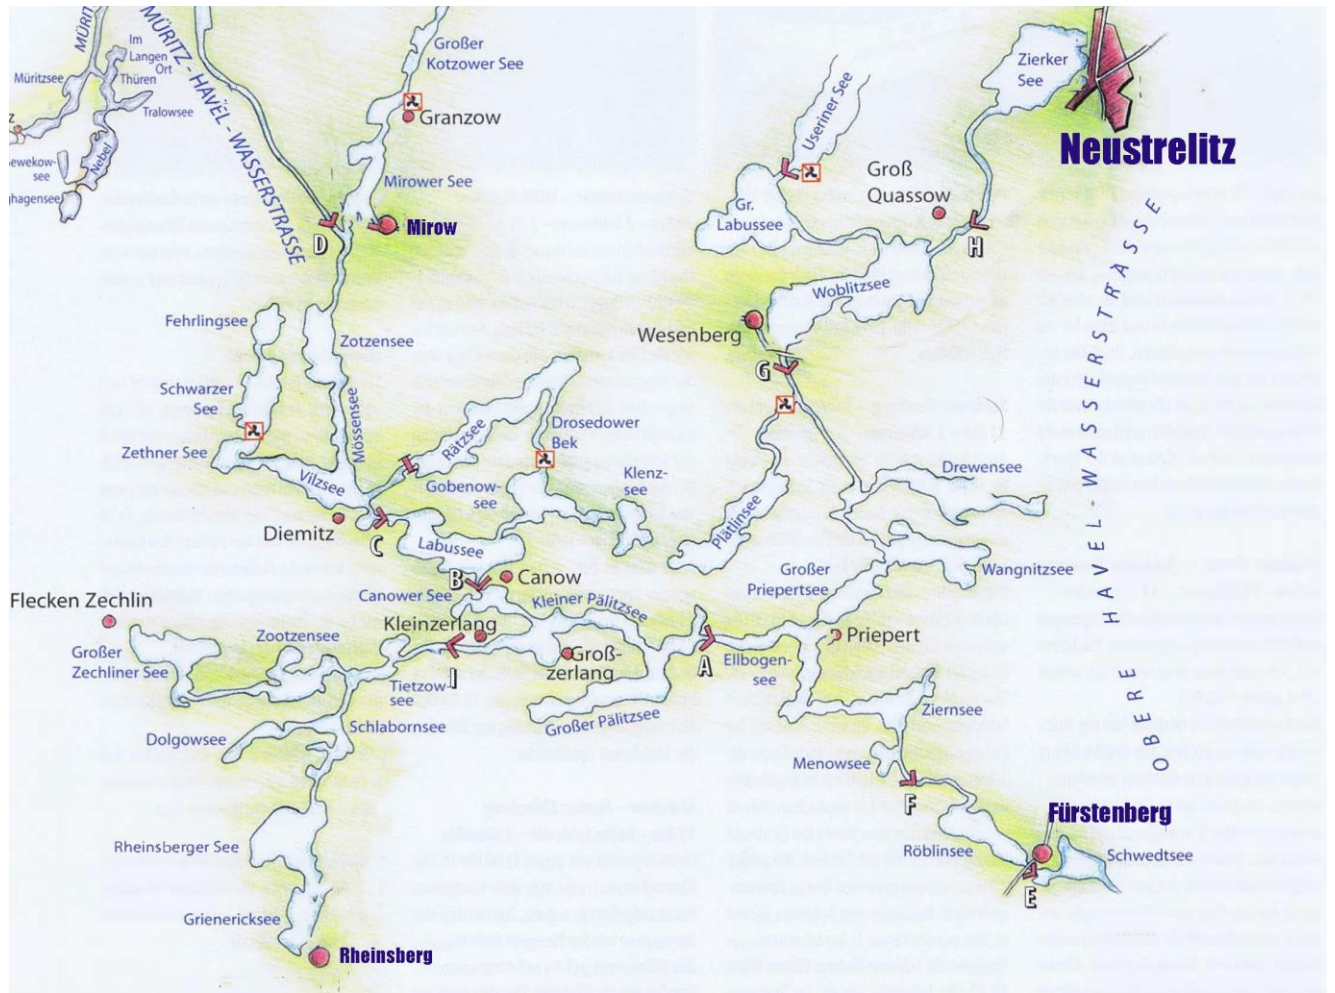 MÜRIT
MÜRITZ - HAVEL - WASSERSTRASSE
Großer
Kotzower See
Im
Langen
Ort
Müritzsee
Thüren
Tralowsee
z
Nebel
ewekow-
see
hagensee
Granzow
Mirower See
D
Mirow
Useriner See
Zierker
See
Neustrelitz
Groß
Quassow
Gr.
Labussee
H
Woblitzsee
Wesenberg
G
OBERE HAVEL WASSERSTRASSE
Fehrlingsee
Zotzensee
Schwarzer
See
Mössensee
Zethner See
Vilzsee
Rätzsee
Drosedower
Bek
Gobenow-
see
Klenz-
see
Drewensee
Plätlinsee
Diemitz
C
Labussee
B
Canow
Canower See
Wangnitzsee
Großer
Priepertsee
Flecken Zechlin
Kleinzerlang
Kleiner Pälitzsee
Zootzensee
Großer
Zechliner See
I
Groß-
zerlang
A
Ellbogen-
see
Priepert
Tietzow-
see
Großer Pälitzsee
Schlabornsee
Dolgowsee
Ziernsee
Menowsee
F
Fürstenberg
Rheinsberger See
Röblinsee
Schwedtsee
E
Grienericksee
Rheinsberg